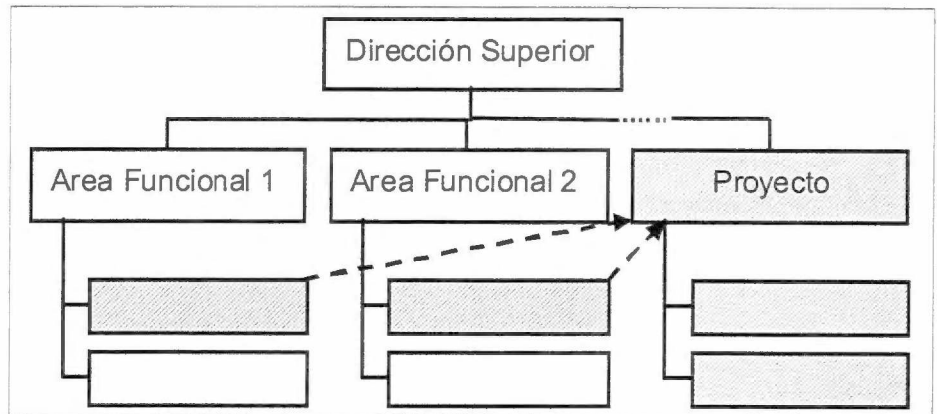 Dirección Superior
Area Funcional 1
Area Funcional 2
Proyecto